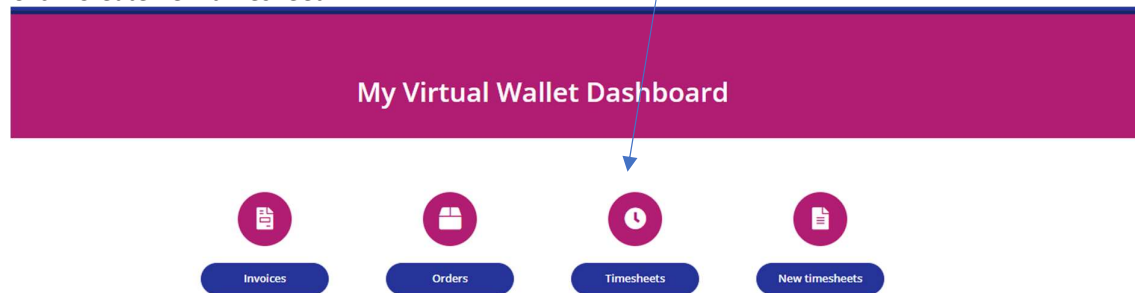 My Virtual Wallet Dashboard
Invoices
Orders
Timesheets
New timesheets